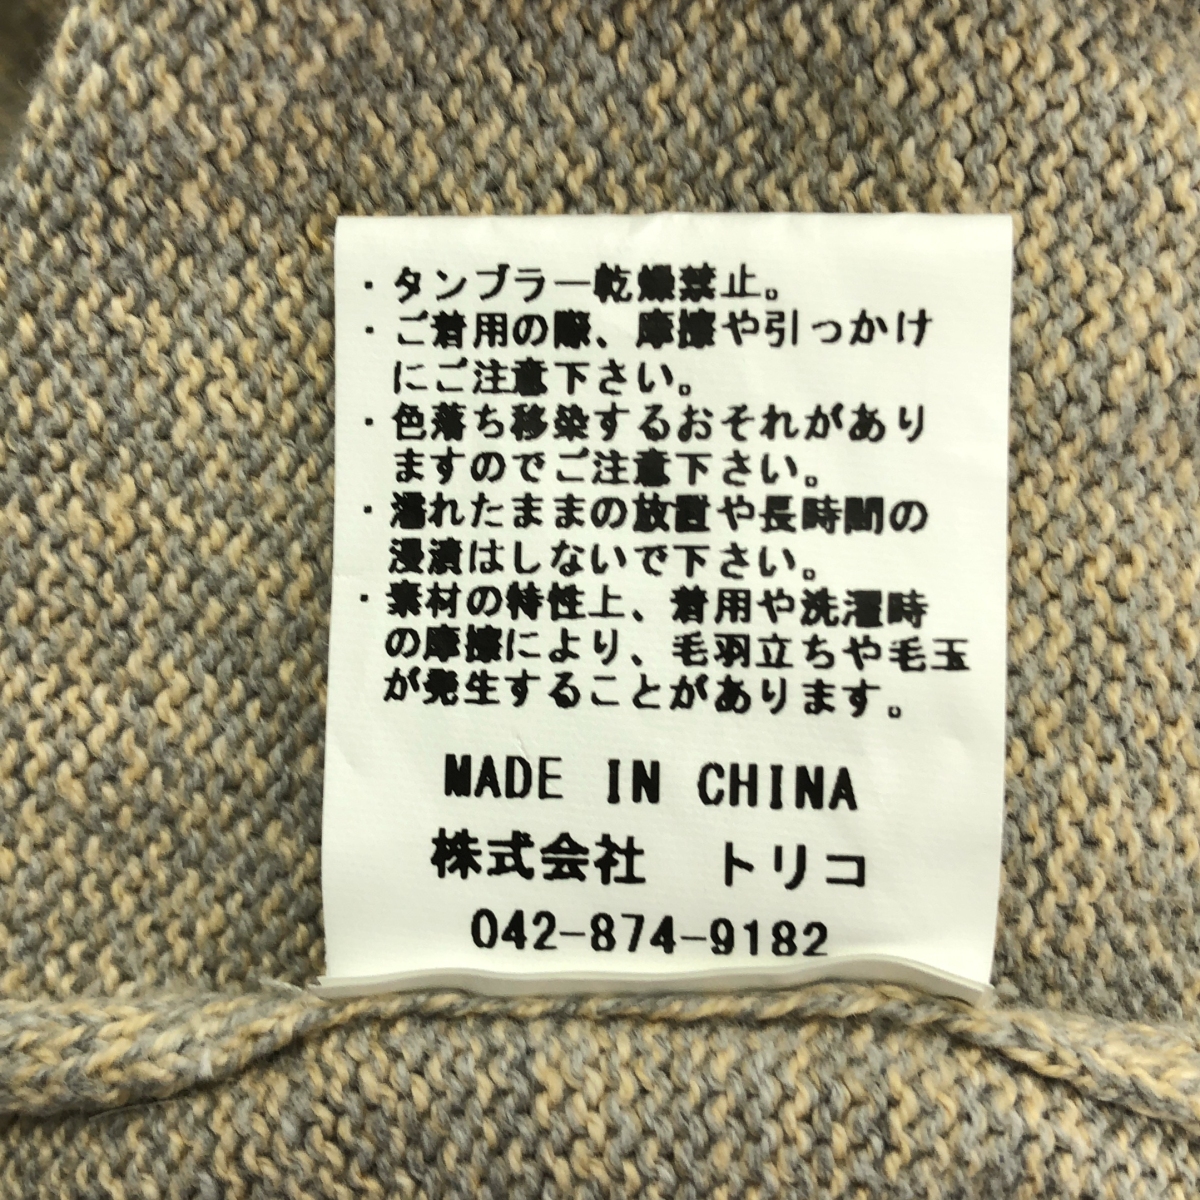 ・タンブラー乾燥禁止。
・ご着用の際、摩擦や引っかけ
にご注意下さい。
・色落ち移染するおそれがあり
ますのでご注意下さい。
・濡れたままの放置や長時間の
浸漬はしないで下さい。
・素材の特性上、着用や洗濯時
の摩擦により、毛羽立ちや毛玉
が発生することがあります。
MADE IN CHINA
株式会社 トリコ
042-874-9182